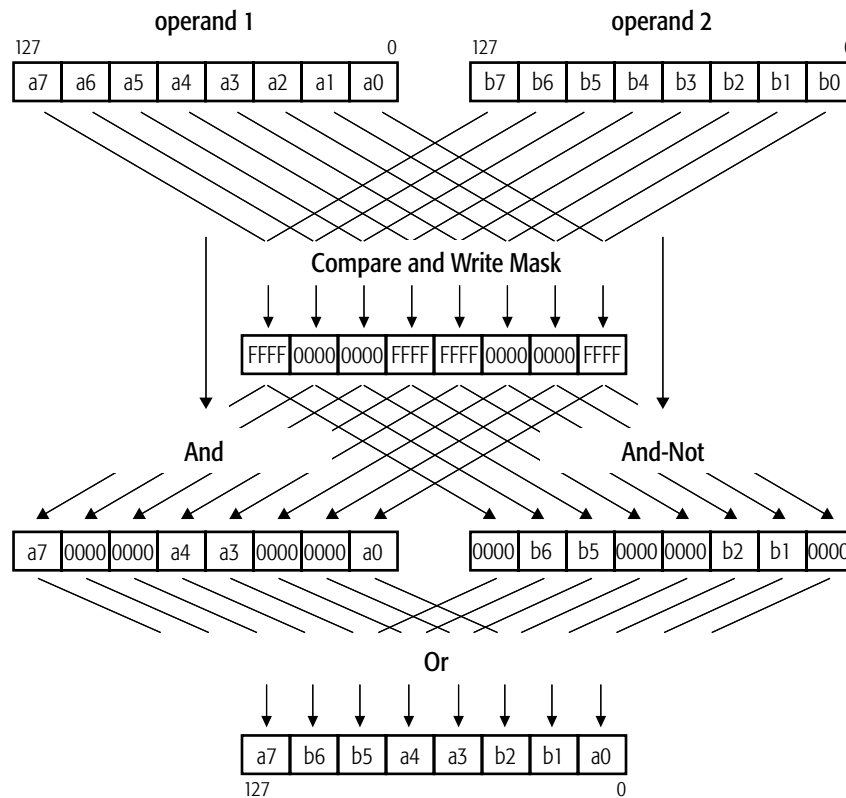 operand 1 operand 2
127 0 127
a7 a6 a5 a4 a3 a2 a1 a0 b7 b6 b5 b4 b3 b2 b1 b0
Compare and Write Mask
FFFF 0000 0000 FFFF FFFF 0000 0000 FFFF
And And-Not
a7 0000 0000 a4 a3 0000 0000 a0 0000 b6 b5 0000 0000 b2 b1 0000
Or
a7 b6 b5 a4 a3 b2 b1 a0
127 0